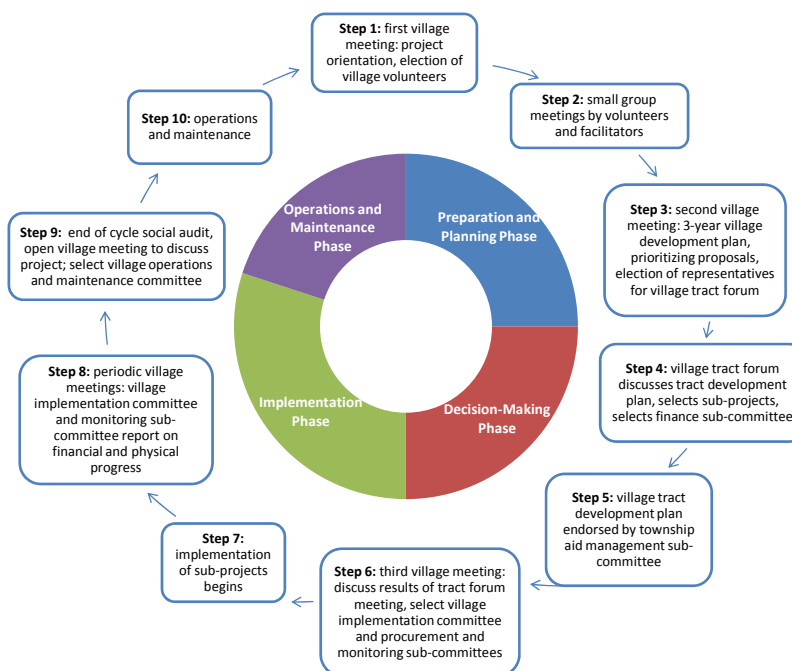 Step 1: first village
meeting: project
orientation, election of
village volunteers
Step 2: small group
meetings by volunteers
and facilitators
Step 3: second village
meeting: 3-year village
development plan,
prioritizing proposals,
election of representatives
for village tract forum
Step 4: village tract forum
discusses tract development
plan, selects sub-projects,
selects finance sub-committee
Step 5: village tract
development plan
endorsed by township
aid management sub-
committee
Step 6: third village meeting:
discuss results of tract forum
meeting, select village
implementation committee
and procurement and
monitoring sub-committees
Step 7:
implementation
of sub-projects
begins
Step 8: periodic village
meetings: village
implementation committee
and monitoring sub-
committee report on
financial and physical
progress
Step 9: end of cycle social audit,
open village meeting to discuss
project; select village operations
and maintenance committee
Step 10: operations
and maintenance
Preparation and
Planning Phase
Decision-Making
Phase
Implementation
Phase
Operations and
Maintenance
Phase